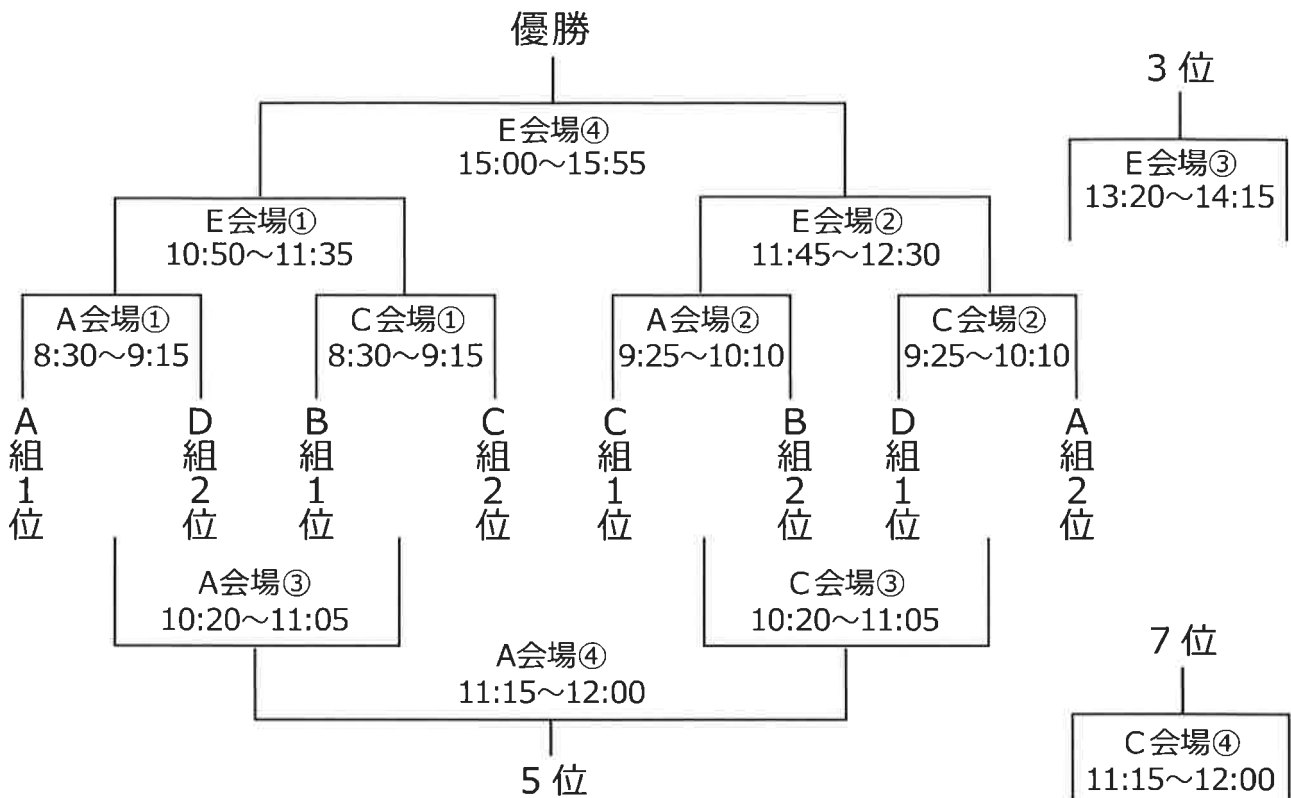 優勝
3位
E会場④
15:00～15:55
E会場③
13:20～14:15
E会場①
10:50～11:35
E会場②
11:45～12:30
A会場①
8:30～9:15
C会場①
8:30～9:15
A会場②
9:25～10:10
C会場②
9:25～10:10
A組1位
D組2位
B組1位
C組2位
C組1位
B組2位
D組1位
A組2位
A会場③
10:20～11:05
C会場③
10:20～11:05
A会場④
11:15～12:00
5位
7位
C会場④
11:15～12:00